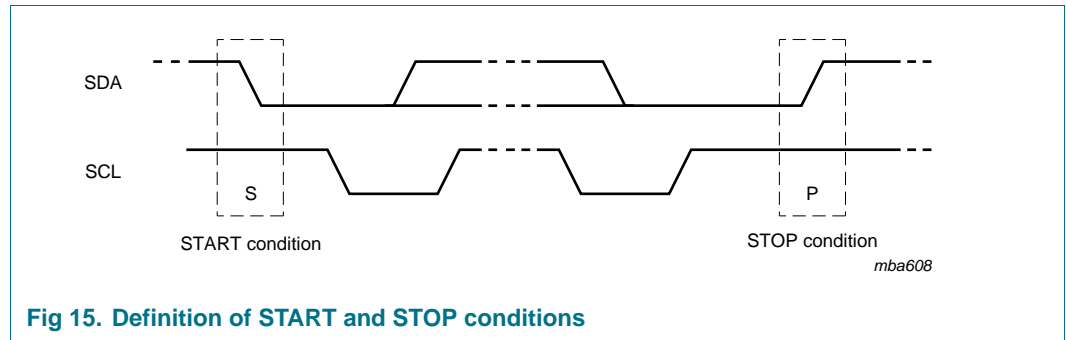 SDA
SCL
S
P
START condition
STOP condition
mba608
Fig 15. Definition of START and STOP conditions